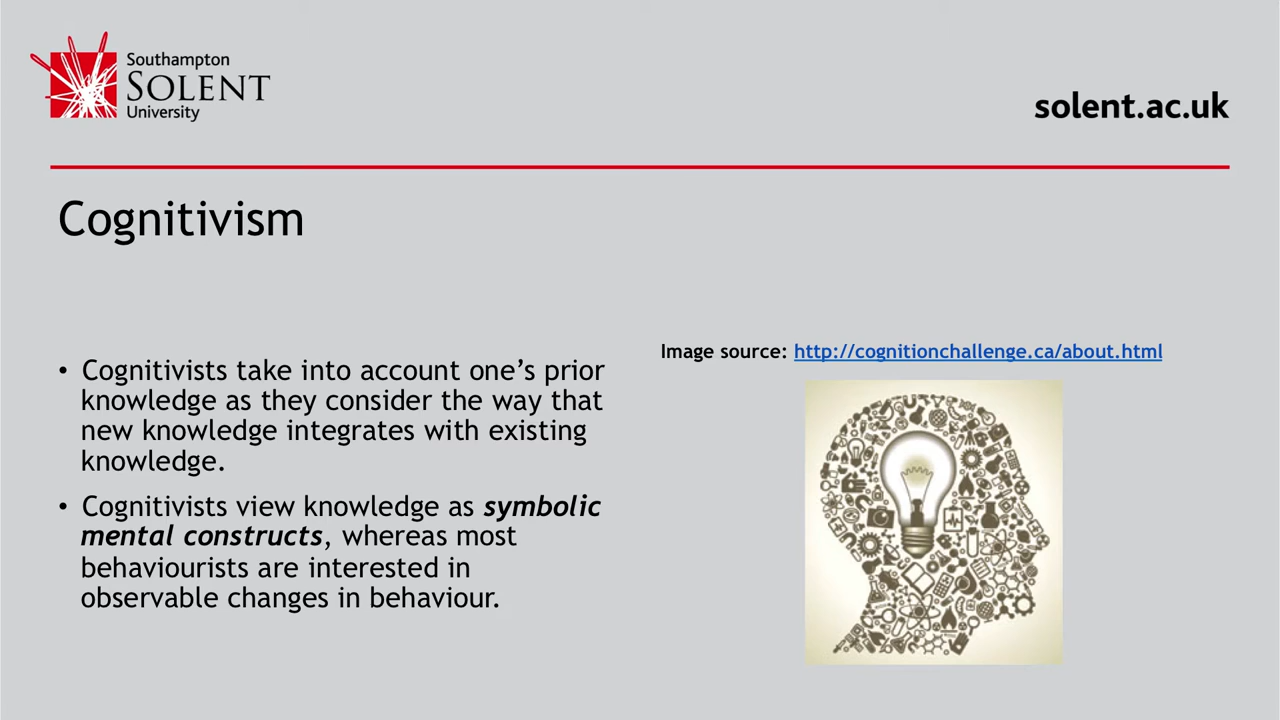 Southampton
SOLENT
University
solent.ac.uk
Cognitivism
• Cognitivists take into account one’s prior
knowledge as they consider the way that
new knowledge integrates with existing
knowledge.
• Cognitivists view knowledge as symbolic
mental constructs, whereas most
behaviourists are interested in
observable changes in behaviour.
Image source: http://cognitionchallenge.ca/about.html